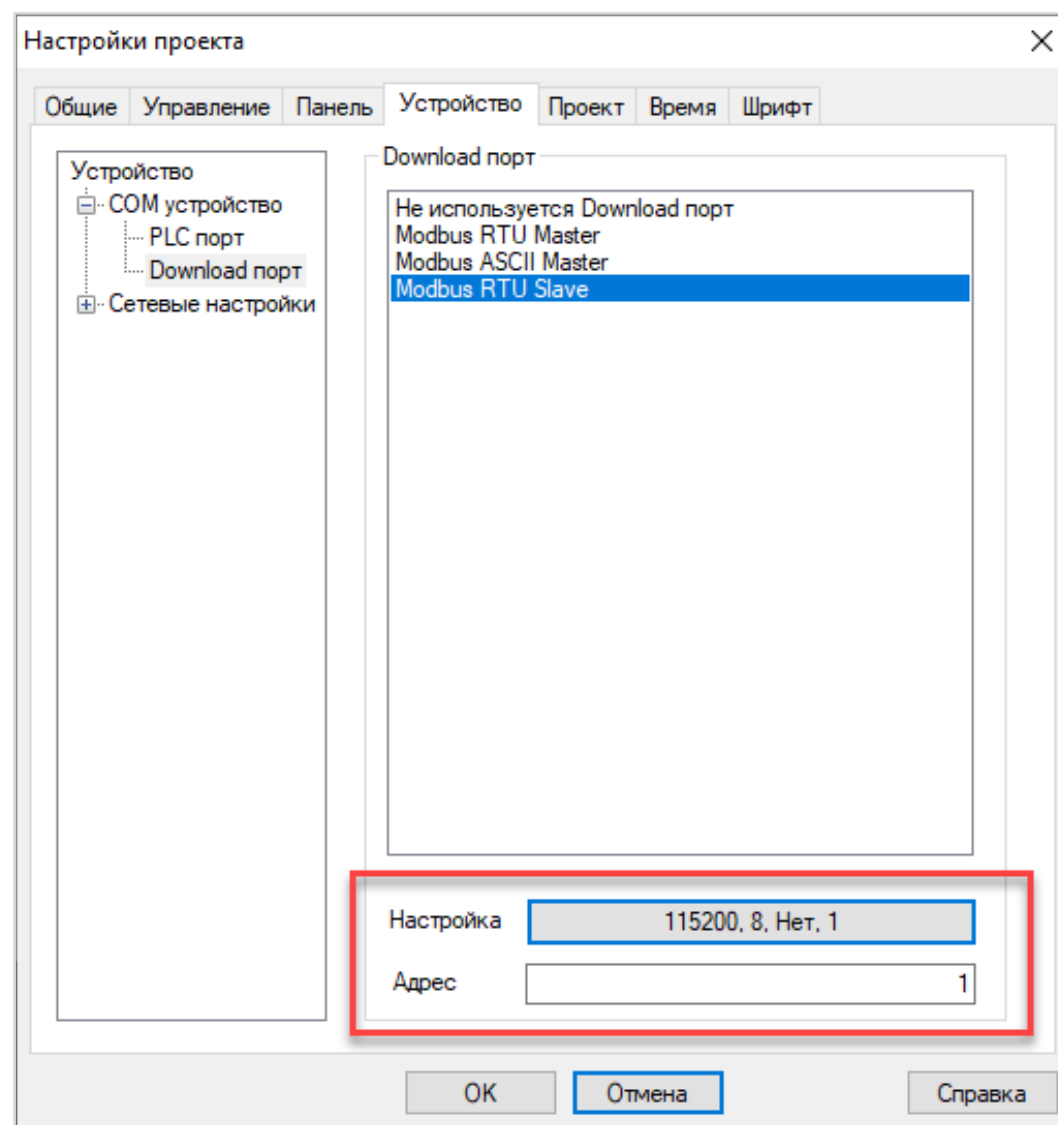 Настройки проекта
Общие Управление Панель Устройство Проект Время Шрифт
Устройство
COM устройство
PLC порт
Download порт
Сетевые настройки
Download порт
Не используется Download порт
Modbus RTU Master
Modbus ASCII Master
Modbus RTU Slave
Настройка 115200, 8, Нет, 1
Адрес 1
OK Отмена Справка